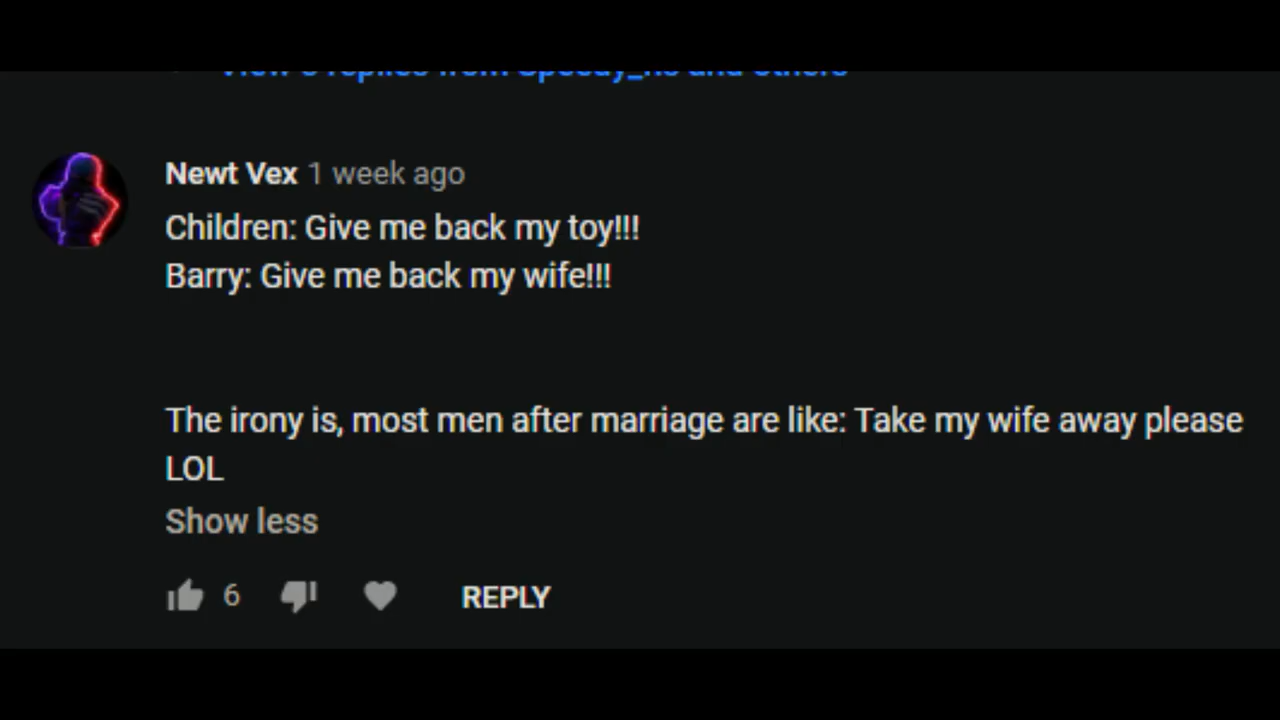 Newt Vex 1 week ago
Children: Give me back my toy!!!
Barry: Give me back my wife!!!
The irony is, most men after marriage are like: Take my wife away please
LOL
Show less
6
REPLY